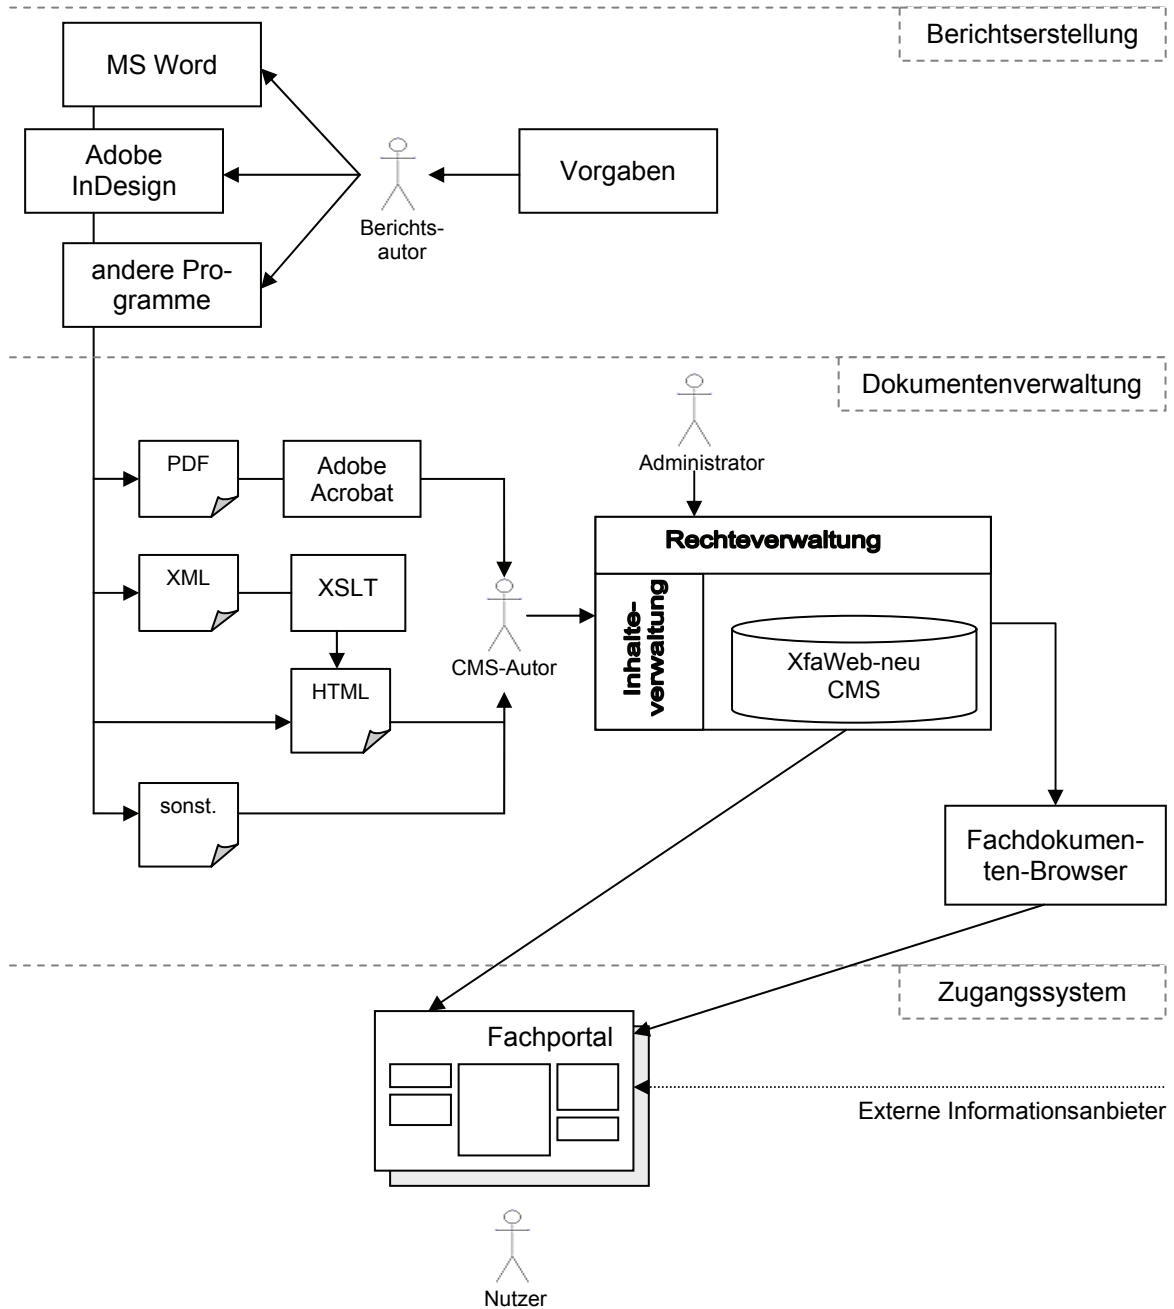 Berichtserstellung
MS Word
Adobe
InDesign
Vorgaben
Berichts-
autor
andere Pro-
gramme
Dokumentenverwaltung
Administrator
PDF
Adobe
Acrobat
Rechteverwaltung
XML
XSLT
CMS-Autor
Inhalte-
verwaltung
XfaWeb-neu
CMS
HTML
sonst.
Fachdokumen-
ten-Browser
Zugangssystem
Fachportal
Externe Informationsanbieter
Nutzer